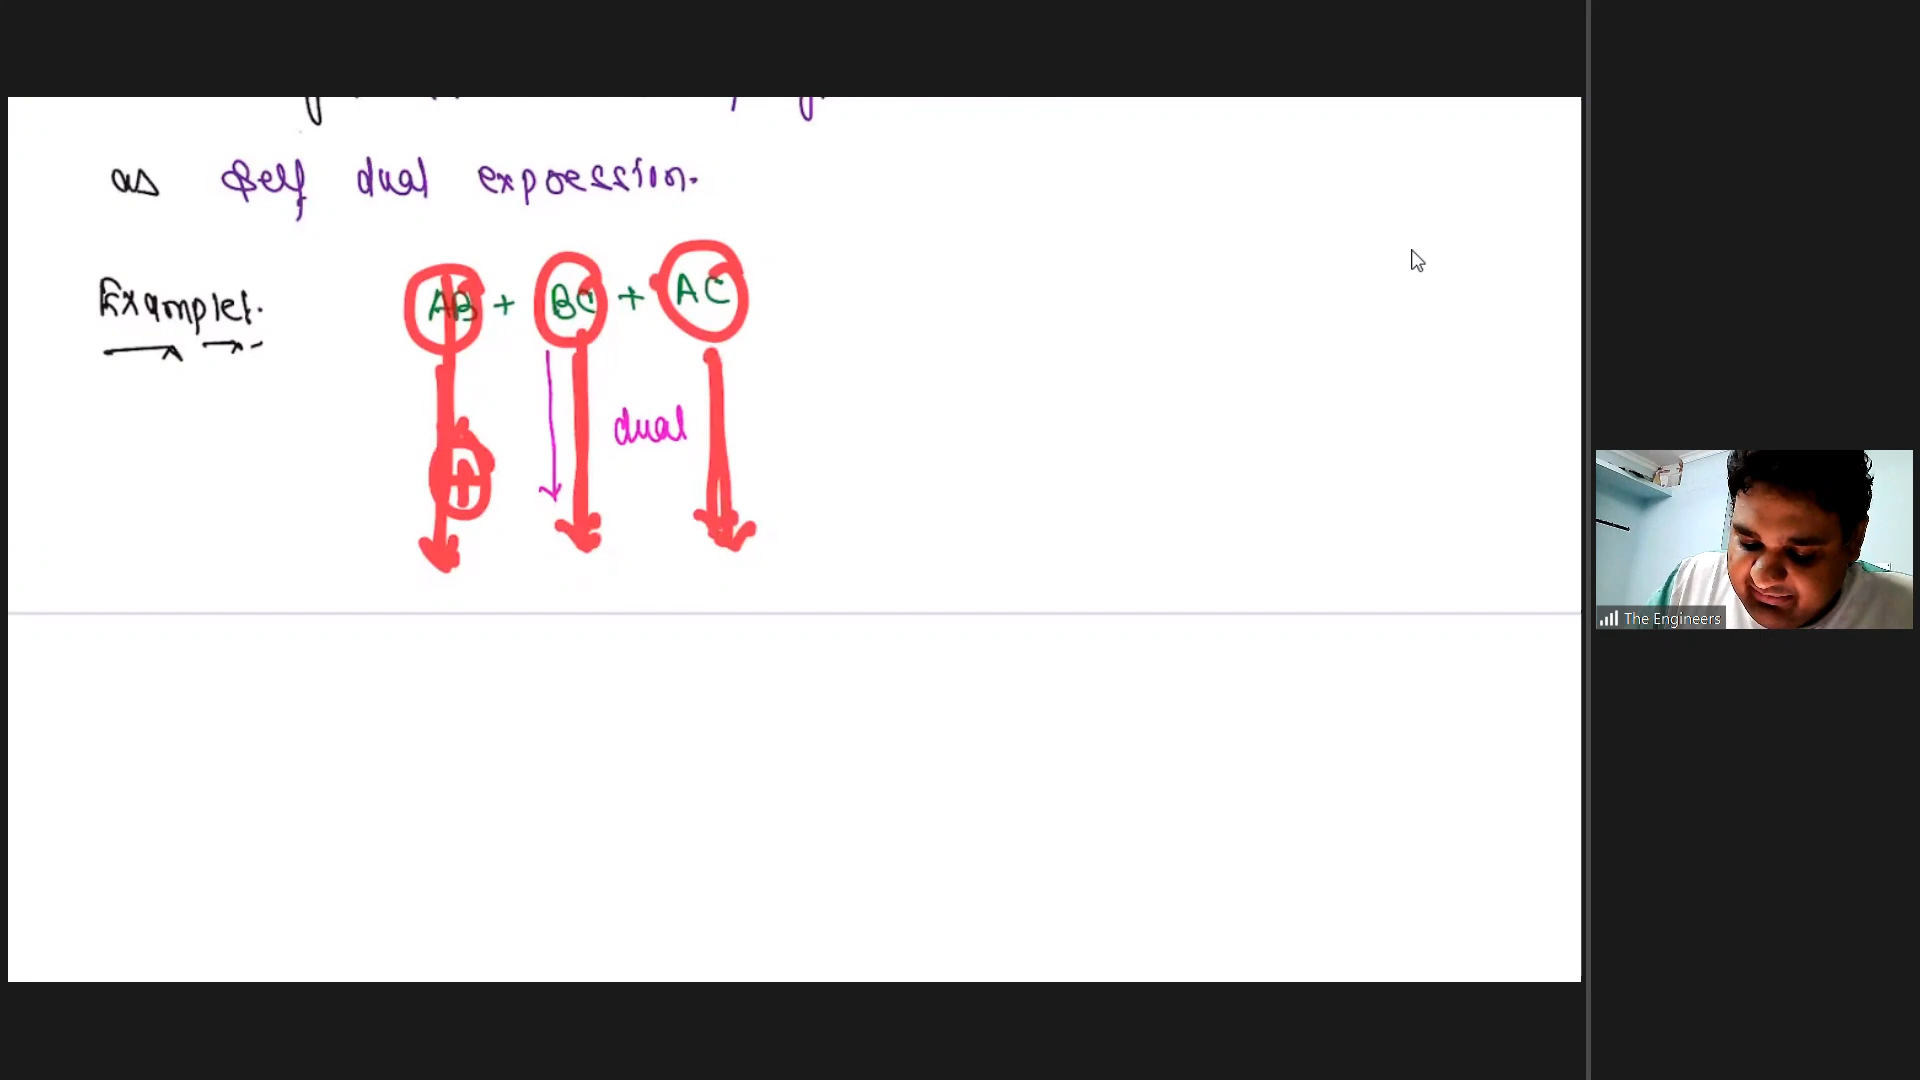 as Self dual expression.
Example:
AB + BC + AC
dual
+
The Engineers